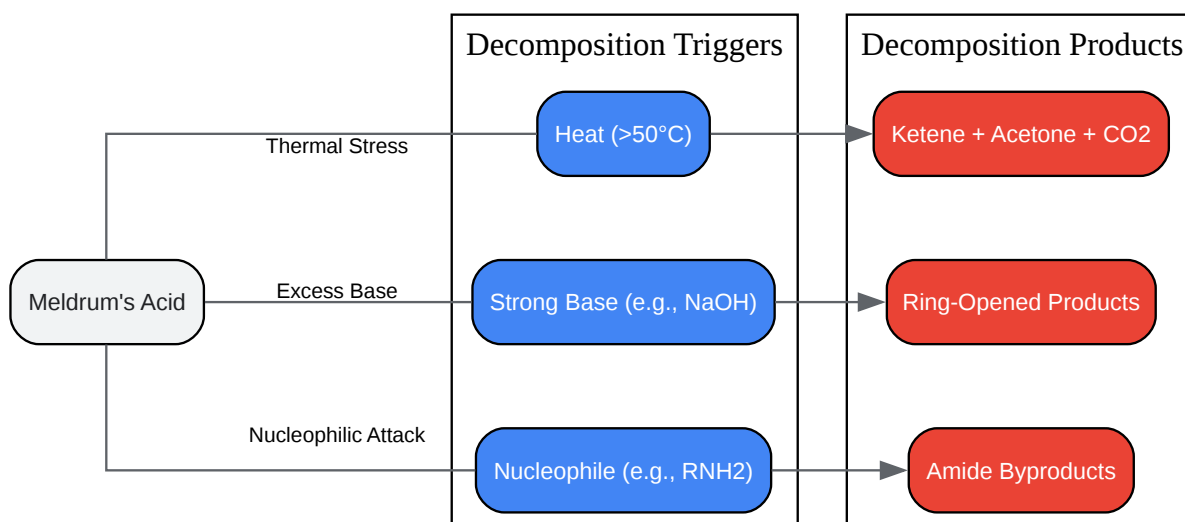 Decomposition Triggers
Decomposition Products
Thermal Stress
Heat (>50°C)
Ketene + Acetone + CO2
Meldrum's Acid
Excess Base
Strong Base (e.g., NaOH)
Ring-Opened Products
Nucleophilic Attack
Nucleophile (e.g., RNH2)
Amide Byproducts